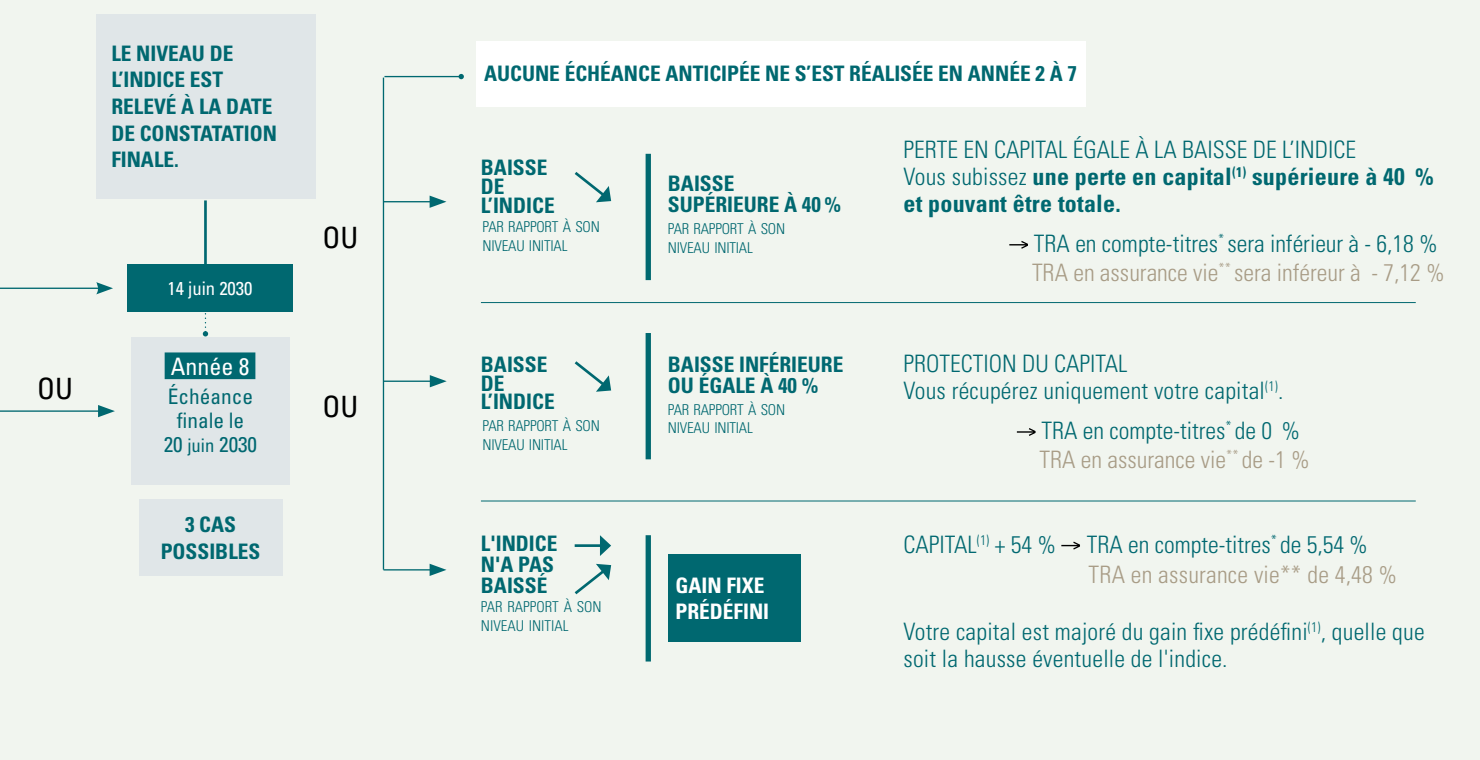 LE NIVEAU DE
L'INDICE EST
RELEVÉ À LA DATE
DE CONSTATATION
FINALE.
14 juin 2030
OU
Année 8
Échéance
finale le
20 juin 2030
3 CAS
POSSIBLES
OU
OU
AUCUNE ÉCHÉANCE ANTICIPÉE NE S'EST RÉALISÉE EN ANNÉE 2 À 7
BAISSE
DE
L'INDICE
PAR RAPPORT À SON
NIVEAU INITIAL
BAISSE
SUPÉRIEURE À 40 %
PAR RAPPORT À SON
NIVEAU INITIAL
PERTE EN CAPITAL ÉGALE À LA BAISSE DE L'INDICE
Vous subissez une perte en capital(1) supérieure à 40 %
et pouvant être totale.
→ TRA en compte-titres* sera inférieur à - 6,18 %
TRA en assurance vie** sera inféreur à - 7,12 %
BAISSE
DE
L'INDICE
PAR RAPPORT À SON
NIVEAU INITIAL
BAISSE INFÉRIEURE
OU ÉGALE À 40 %
PAR RAPPORT À SON
NIVEAU INITIAL
PROTECTION DU CAPITAL
Vous récupérez uniquement votre capital(1).
→ TRA en compte-titres* de 0 %
TRA en assurance vie** de -1 %
L'INDICE
N'A PAS
BAISSÉ
PAR RAPPORT À SON
NIVEAU INITIAL
GAIN FIXE
PRÉDÉFINI
CAPITAL(1) + 54 % → TRA en compte-titres* de 5,54 %
TRA en assurance vie** de 4,48 %
Votre capital est majoré du gain fixe prédéfini(1), quelle que
soit la hausse éventuelle de l'indice.